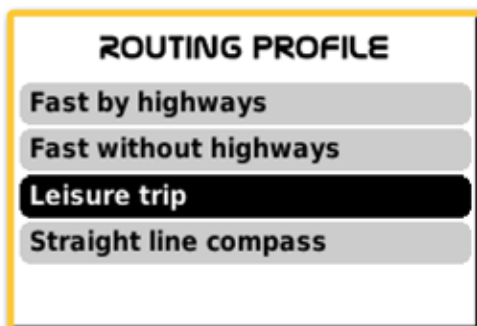 ROUTING PROFILE
Fast by highways
Fast without highways
Leisure trip
Straight line compass